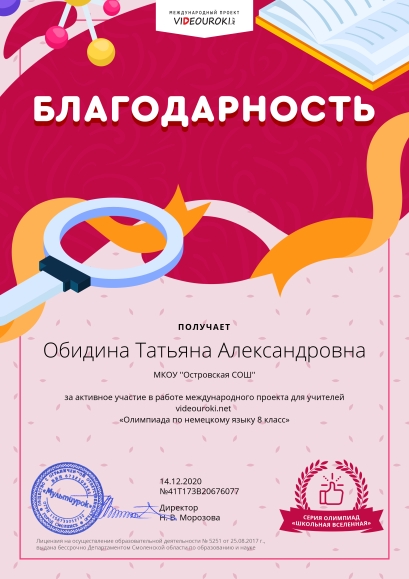 МЕЖДУНАРОДНЫЙ ПРОЕКТ
VIDEOUROKI.NET
БЛАГОДАРНОСТЬ
ПОЛУЧАЕТ
Обидина Татьяна Александровна
МКОУ "Островская СОШ"
за активное участие в работе международного проекта для учителей
videouroki.net
«Олимпиада по немецкому языку 8 класс»
14.12.2020
№41T173B20676077
Директор
Н. В. Морозова
«Мультиурок»
СЕРИЯ ОЛИМПИАД
«ШКОЛЬНАЯ ВСЕЛЕННАЯ»
Лицензия на осуществление образовательной деятельности № 5251 от 25.08.2017 г.,
выдана бессрочно Департаментом Смоленской области по образованию и науке